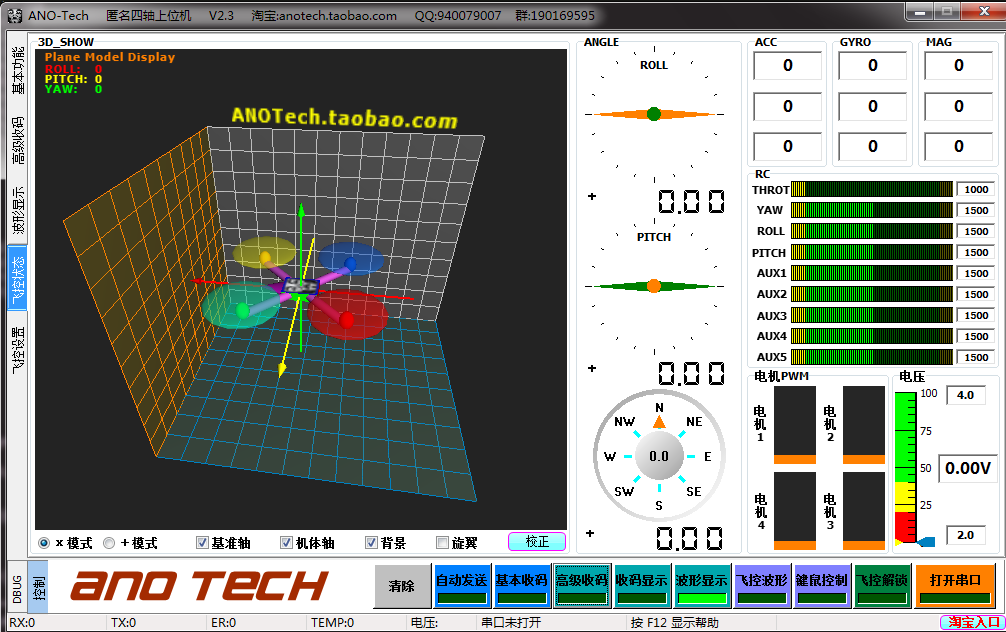 ANO-Tech 匿名四轴上位机 V2.3 淘宝:anotech.taobao.com QQ:940079007 群:190169595
基本功能
高级收码
波形显示
飞控状态
飞控设置
3D_SHOW
Plane Model Display
ROLL: 0
PITCH: 0
YAW: 0
ANOTech.taobao.com
x 模式 + 模式 基准轴 机体轴 背景 旋翼 校正
ANGLE
ROLL
+ 0.00
PITCH
+ 0.00
N
NW NE
W 0.0 E
SW SE
S
+ 0.00
ACC GYRO MAG
0 0 0
0 0 0
0 0 0
RC
THROT 1000
YAW 1500
ROLL 1500
PITCH 1500
AUX1 1500
AUX2 1500
AUX3 1500
AUX4 1500
AUX5 1500
电机PWM
电机1
电机2
电机4
电机3
电压
100
75
50
25
4.0
0.00V
2.0
DEBUG
控制
ANO TECH
清除 自动发送 基本收码 高级收码 收码显示 波形显示 飞控波形 键鼠控制 飞控解锁 打开串口
RX:0 TX:0 ER:0 TEMP:0 电压: 串口未打开 按 F12 显示帮助 淘宝入口